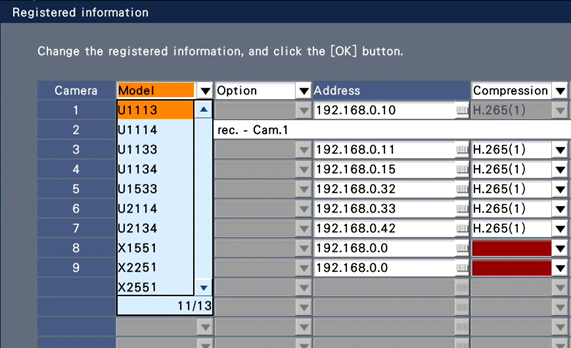 Registered information
Change the registered information, and click the [OK] button.
Camera Model Option Address Compression
1 U1113 192.168.0.10 H.265(1)
2 U1114 rec. - Cam.1
3 U1133 192.168.0.11 H.265(1)
4 U1134 192.168.0.15 H.265(1)
5 U1533 192.168.0.32 H.265(1)
6 U2114 192.168.0.33 H.265(1)
7 U2134 192.168.0.42 H.265(1)
8 X1551 192.168.0.0
9 X2251 192.168.0.0
X2551
11/13